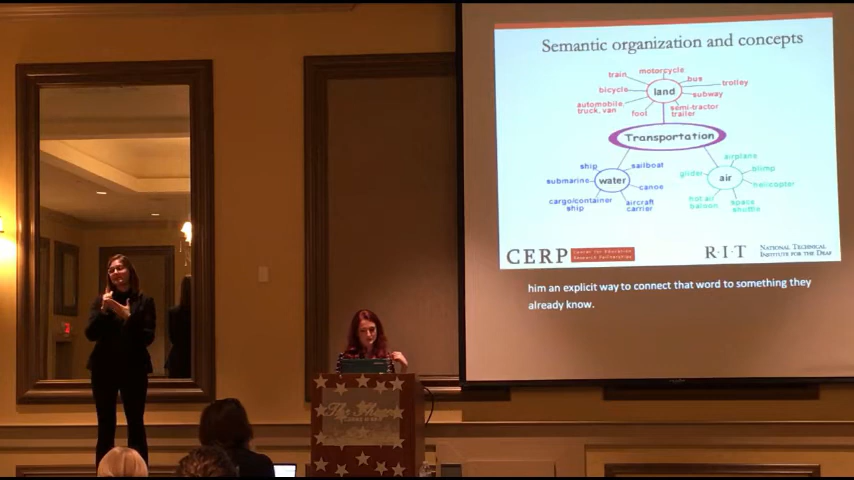 Semantic organization and concepts
train
motorcycle
bus
trolley
bicycle
land
subway
automobile,
truck, van
foot
semi-tractor
trailer
Transportation
ship
sailboat
submarine
water
canoe
cargo/container
ship
aircraft
carrier
airplane
glider
blimp
air
helicopter
hot air
baloon
space
shuttle
CERP
Center for Education
Research Partnerships
R·I·T
National Technical
Institute for the Deaf
him an explicit way to connect that word to something they
already know.